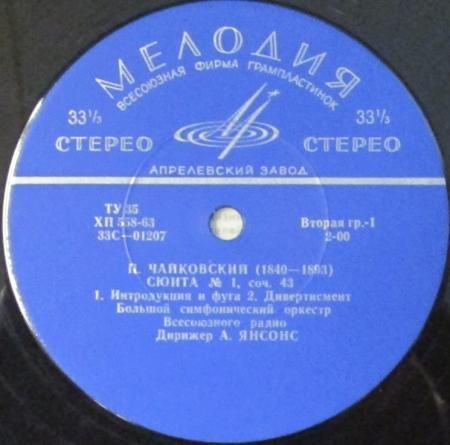 МЕЛОДИЯ
ВСЕСОЮЗНАЯ ФИРМА ГРАМПЛАСТИНОК
33⅓ 33⅓
СТЕРЕО СТЕРЕО
АПРЕЛЕВСКИЙ ЗАВОД
ТУ 35
ХП 558-63 Вторая гр.-1
33С—01207 2-00
П. ЧАЙКОВСКИЙ (1840—1893)
СЮИТА № 1, соч. 43
1. Интродукция и фуга 2. Дивертисмент
Большой симфонический оркестр
Всесоюзного радио
Дирижер А. ЯНСОНС